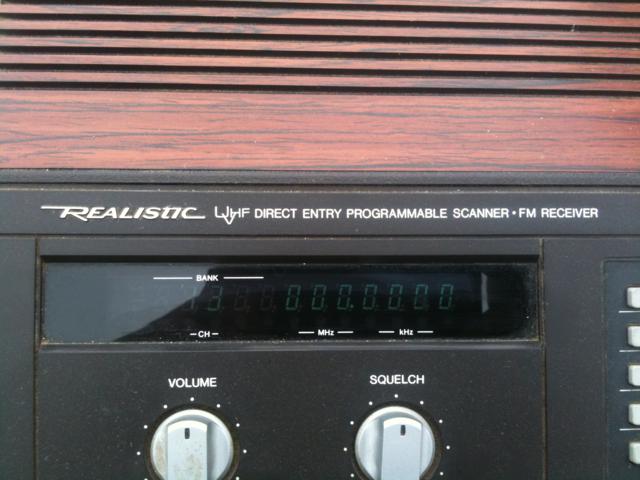 REALISTIC U/VHF DIRECT ENTRY PROGRAMMABLE SCANNER • FM RECEIVER
BANK
13 000.0000
CH MHz kHz
VOLUME SQUELCH